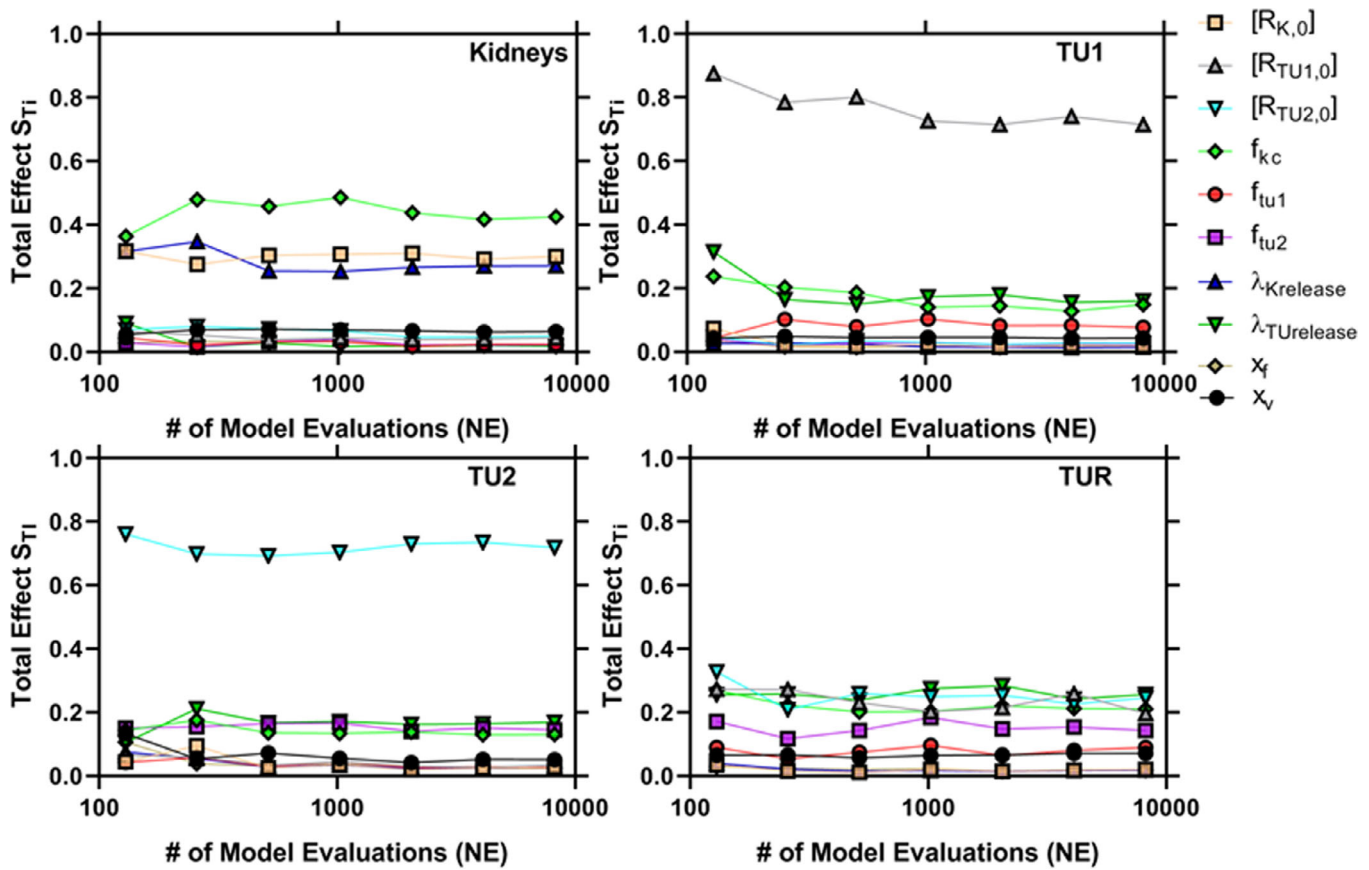 Kidneys
Total Effect S_Ti
1.0
0.8
0.6
0.4
0.2
0.0
100 1000 10000
# of Model Evaluations (NE)
TU1
Total Effect S_Ti
1.0
0.8
0.6
0.4
0.2
0.0
100 1000 10000
# of Model Evaluations (NE)
[R_K,0]
[R_TU1,0]
[R_TU2,0]
f_kc
f_tu1
f_tu2
λ_Krelease
λ_TUrelease
x_f
x_v
TU2
Total Effect S_TI
1.0
0.8
0.6
0.4
0.2
0.0
100 1000 10000
# of Model Evaluations (NE)
TUR
Total Effect S_Ti
1.0
0.8
0.6
0.4
0.2
0.0
100 1000 10000
# of Model Evaluations (NE)